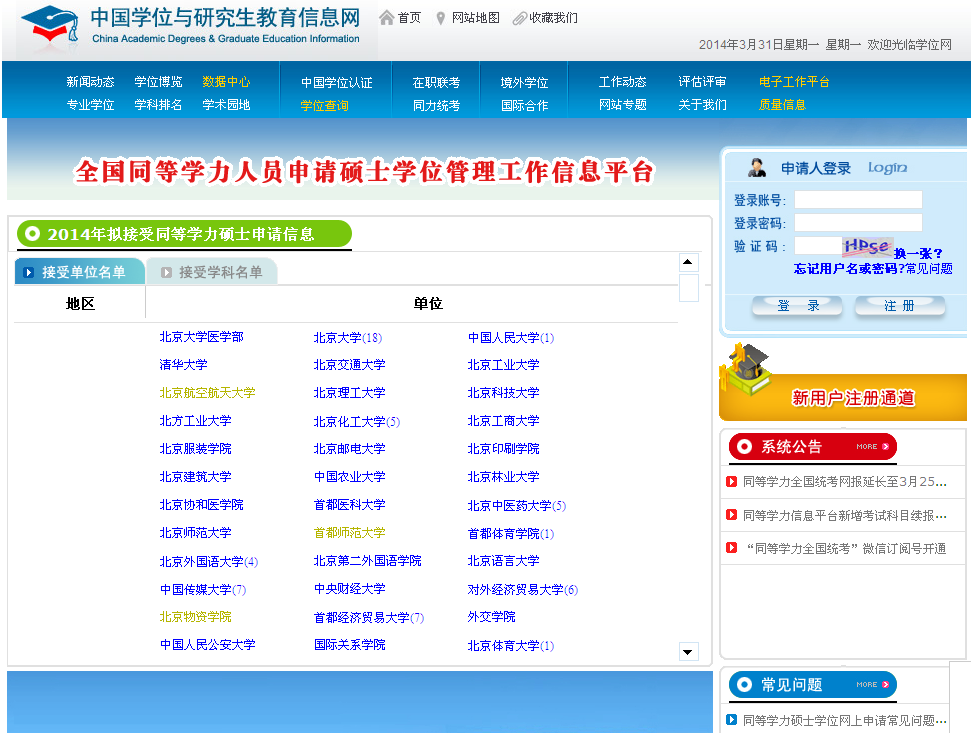 中国学位与研究生教育信息网
China Academic Degrees & Graduate Education Information
首页 网站地图 收藏我们
2014年3月31日星期一 星期一 欢迎光临学位网
新闻动态 学位博览 数据中心 中国学位认证 在职联考 境外学位 工作动态 评估评审 电子工作平台
专业学位 学科排名 学术园地 学位查询 同力统考 国际合作 网站专题 关于我们 质量信息
全国同等学力人员申请硕士学位管理工作信息平台
申请人登录 Login
登录账号:
登录密码:
验 证 码 : HPse 换一张?
忘记用户名或密码?常见问题
登 录 注 册
新用户注册通道
2014年拟接受同等学力硕士申请信息
接受单位名单 接受学科名单
地区 单位
北京大学医学部 北京大学(18) 中国人民大学(1)
清华大学 北京交通大学 北京工业大学
北京航空航天大学 北京理工大学 北京科技大学
北方工业大学 北京化工大学(5) 北京工商大学
北京服装学院 北京邮电大学 北京印刷学院
北京建筑大学 中国农业大学 北京林业大学
北京协和医学院 首都医科大学 北京中医药大学(5)
北京师范大学 首都师范大学 首都体育学院(1)
北京外国语大学(4) 北京第二外国语学院 北京语言大学
中国传媒大学(7) 中央财经大学 对外经济贸易大学(6)
北京物资学院 首都经济贸易大学(7) 外交学院
中国人民公安大学 国际关系学院 北京体育大学(1)
系统公告 MORE
同等学力全国统考网报延长至3月25...
同等学力信息平台新增考试科目续报...
“同等学力全国统考”微信订阅号开通
常见问题 MORE
同等学力硕士学位网上申请常见问题...